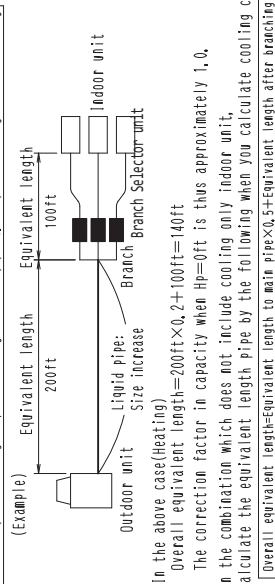 (Example)
Equivalent length
200ft
Equivalent length
100ft
Indoor unit
Outdoor unit
Liquid pipe:
Size increase
Branch
Branch Selector unit
In the above case(Heating)
Overall equivalent length=200ft×0.2+100ft=140ft
The correction factor in capacity when Hp=0ft is thus approximately 1.0.
n the combination which does not include cooling only indoor unit,
alculate the equivalent length pipe by the following when you calculate cooling c
Overall equivalent length=Equivalent length to main pipe×0.5+Equivalent length after branching